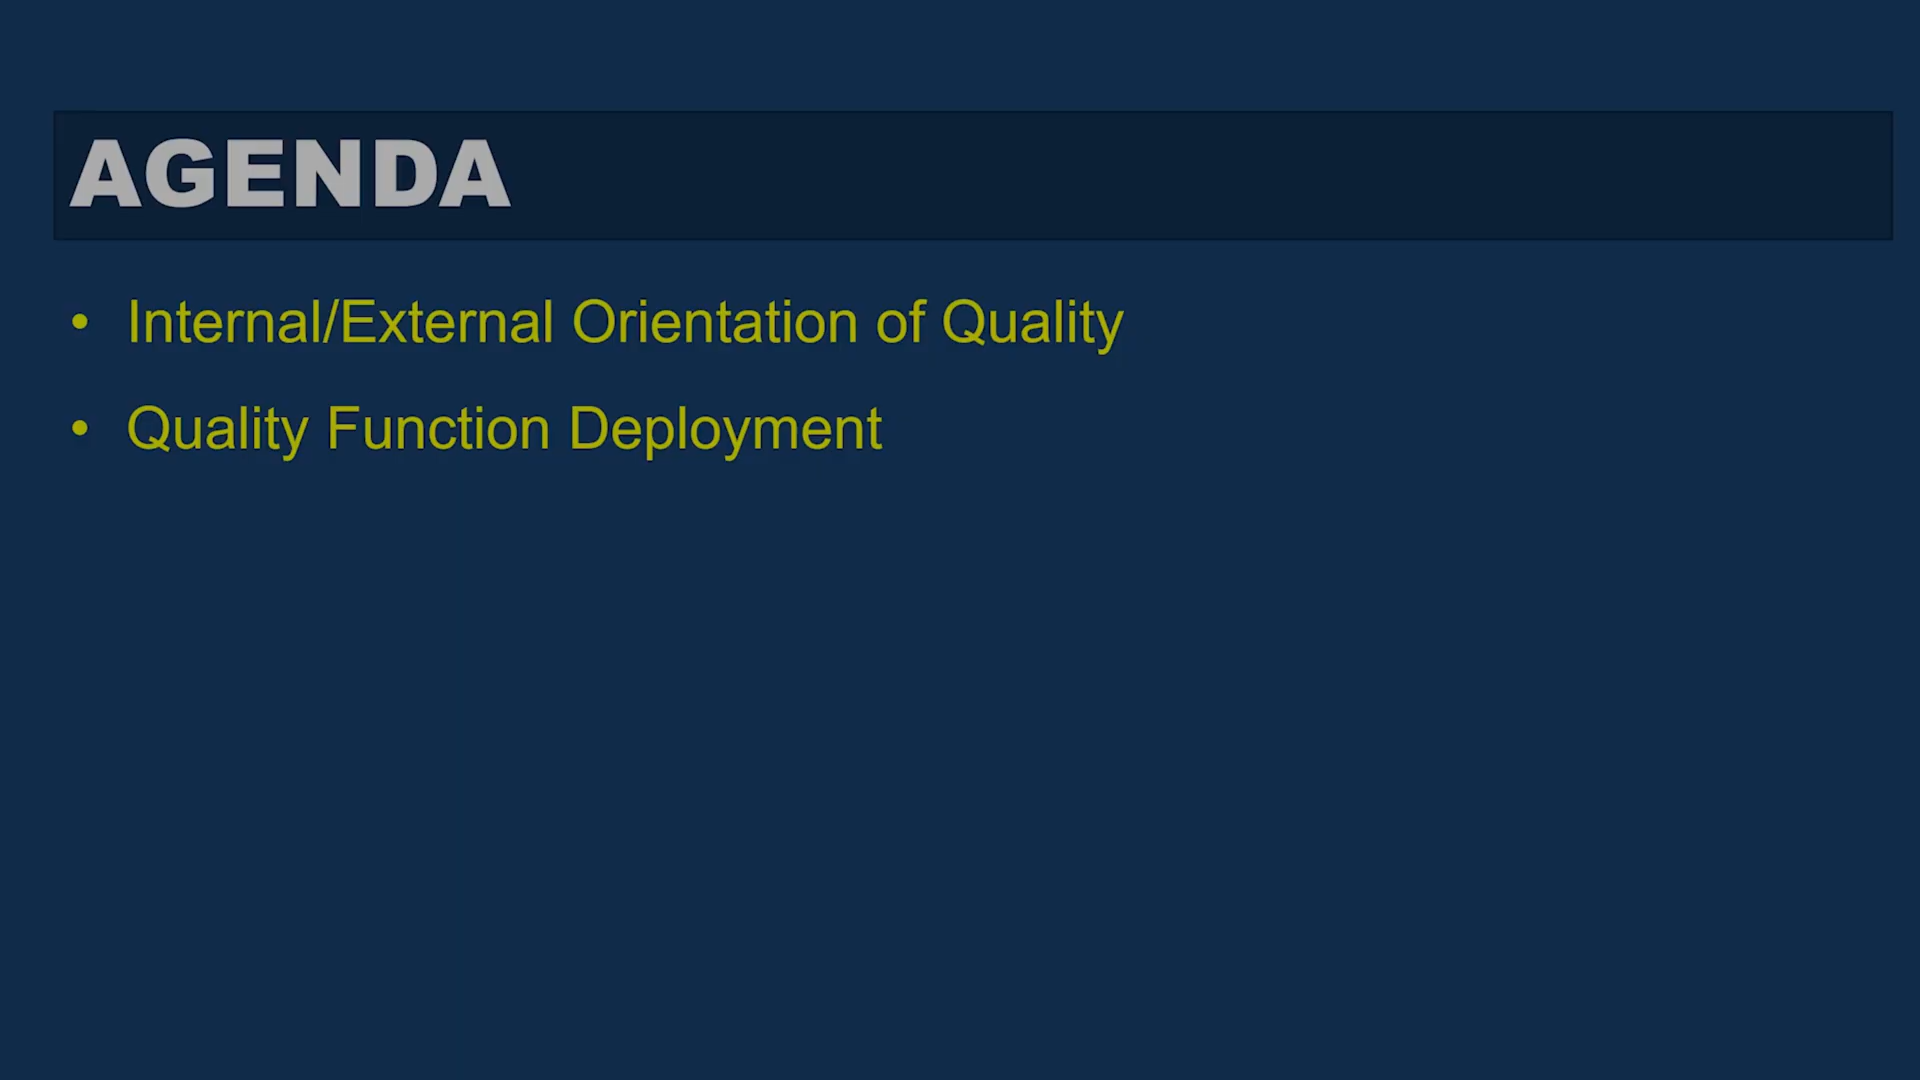 AGENDA
• Internal/External Orientation of Quality
• Quality Function Deployment